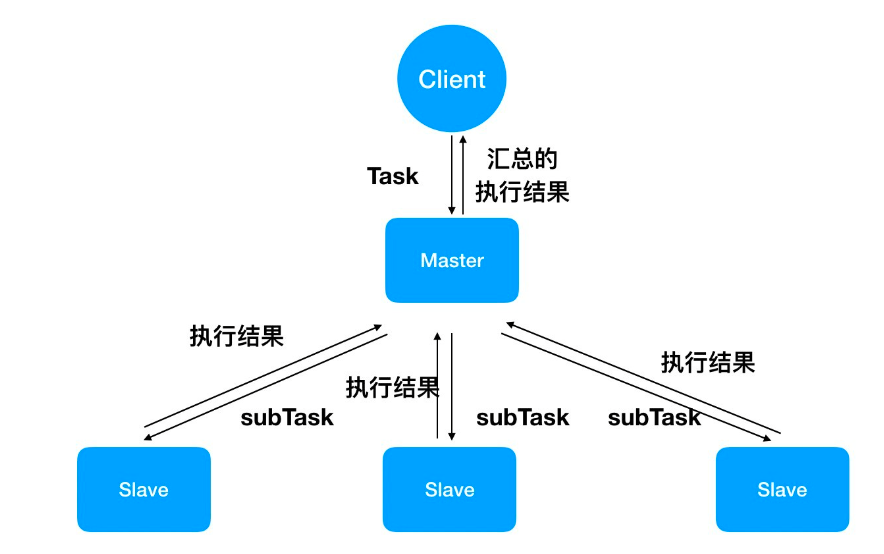 Client
Task
汇总的
执行结果
Master
执行结果
执行结果
执行结果
subTask
subTask
subTask
Slave
Slave
Slave